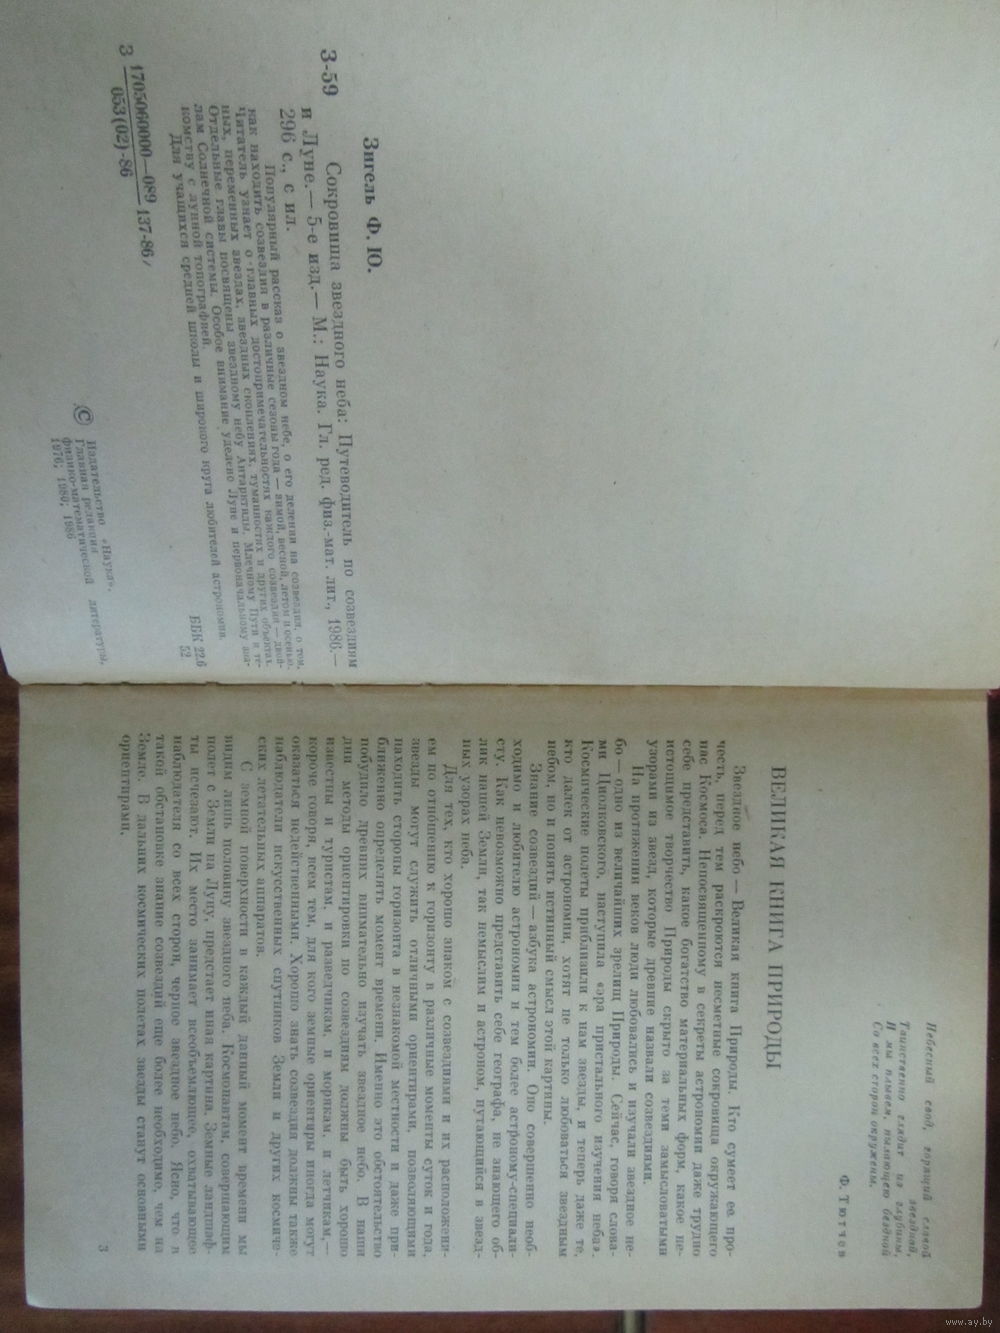 Зигель Ф. Ю.
З-59
Сокровища звездного неба: Путеводитель по созвездиям
и Луне.— 5-е изд.— М.: Наука. Гл. ред. физ.-мат. лит., 1986.—
296 с., с ил.
Популярный рассказ о звездном небе, о его делении на созвездия, о том,
как находить созвездия в различные сезоны года — зимой, весной, летом и осенью.
Читатель узнает о главных достопримечательностях каждого созвездия — двой-
ных, переменных звездах, звездных скоплениях, туманностях и других объектах.
Отдельные главы посвящены звездному небу Антарктиды, Млечному Пути и те-
лам Солнечной системы. Особое внимание уделено Луне и первоначальному зна-
комству с лунной топографией.
Для учащихся средней школы и широкого круга любителей астрономии.
З 1705060000—089 137-86
053(02)-86
ББК 22.6
52
© Издательство «Наука».
Главная редакция
физико-математической литературы,
1976; 1980; 1986
Небесный свод, горящий славой
звездной,
Таинственно глядит из глубины,
И мы плывем, пылающею бездной
Со всех сторон окружены.
Ф. Тютчев
ВЕЛИКАЯ КНИГА ПРИРОДЫ
Звездное небо — Великая книга Природы. Кто сумеет ее про-
честь, перед тем раскроются несметные сокровища окружающего
нас Космоса. Непосвященному в секреты астрономии даже трудно
себе представить, какое богатство материальных форм, какое не-
истощимое творчество Природы скрыто за теми замысловатыми
узорами из звезд, которые древние назвали созвездиями.
На протяжении веков люди любовались и изучали звездное не-
бо — одно из величайших зрелищ Природы. Сейчас, говоря слова-
ми Циолковского, наступила «эра пристального изучения неба».
Космические полеты приблизили к нам звезды, и теперь даже те,
кто далек от астрономии, хотят не только любоваться звездным
небом, но и понять истинный смысл этой картины.
Знание созвездий — азбука астрономии. Оно совершенно необ-
ходимо и любителю астрономии и тем более астроному-специали-
сту. Как невозможно представить себе географа, не знающего об-
лик нашей Земли, так немыслим и астроном, путающийся в звезд-
ных узорах неба.
Для тех, кто хорошо знаком с созвездиями и их расположени-
ем по отношению к горизонту в различные моменты суток и года,
звезды могут служить отличными ориентирами, позволяющими
находить стороны горизонта в незнакомой местности и даже при-
ближенно определять момент времени. Именно это обстоятельство
побудило древних внимательно изучать звездное небо. В наши
дни методы ориентировки по созвездиям должны быть хорошо
известны и туристам, и разведчикам, и морякам, и летчикам,—
короче говоря, всем тем, для кого земные ориентиры иногда могут
оказаться недейственными. Хорошо знать созвездия должны также
наблюдатели искусственных спутников Земли и других космиче-
ских летательных аппаратов.
С земной поверхности в каждый данный момент времени мы
видим лишь половину звездного неба. Космонавтам, совершающим
полет с Земли на Луну, предстает иная картина. Земные ландшаф-
ты исчезают. Их место занимает всеобъемлющее, охватывающее
наблюдателя со всех сторон, черное звездное небо. Ясно, что в
такой обстановке знание созвездий еще более необходимо, чем на
Земле. В дальних космических полетах звезды станут основными
ориентирами.
3
www.ay.by